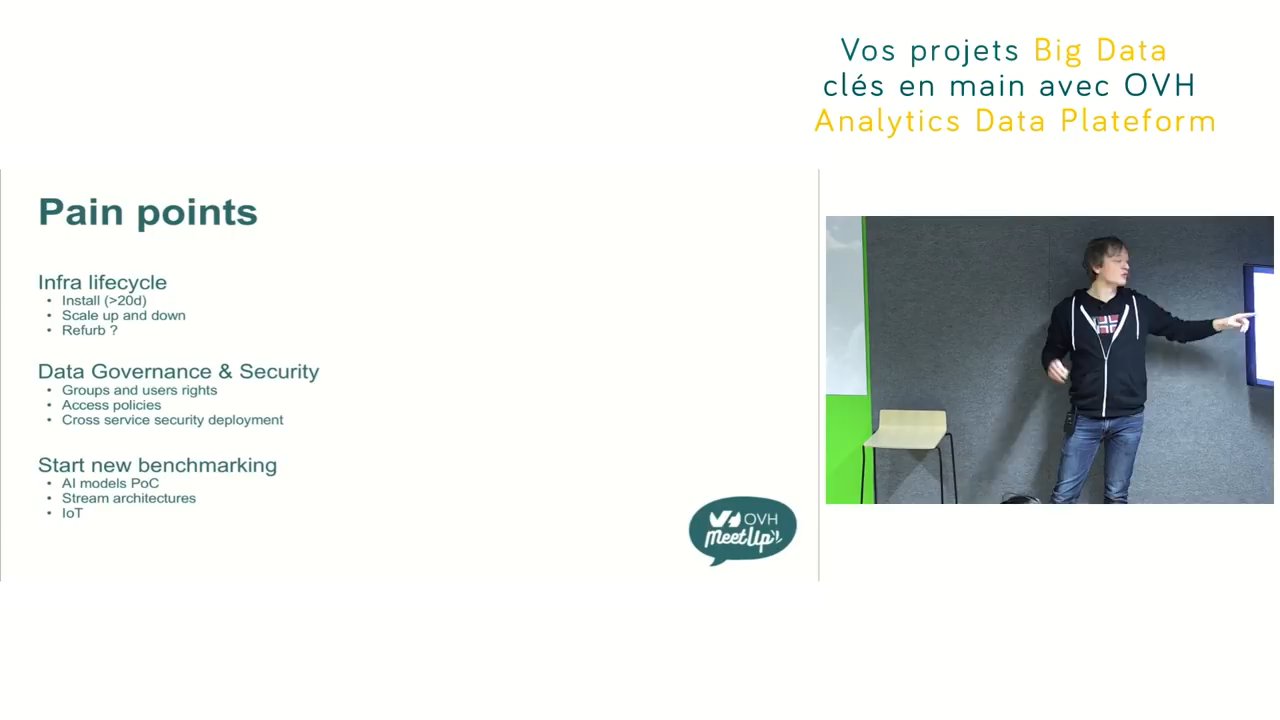 Vos projets Big Data
clés en main avec OVH
Analytics Data Plateform
Pain points
Infra lifecycle
• Install (>20d)
• Scale up and down
• Refurb ?
Data Governance & Security
• Groups and users rights
• Access policies
• Cross service security deployment
Start new benchmarking
• AI models PoC
• Stream architectures
• IoT
OVH
MeetUp